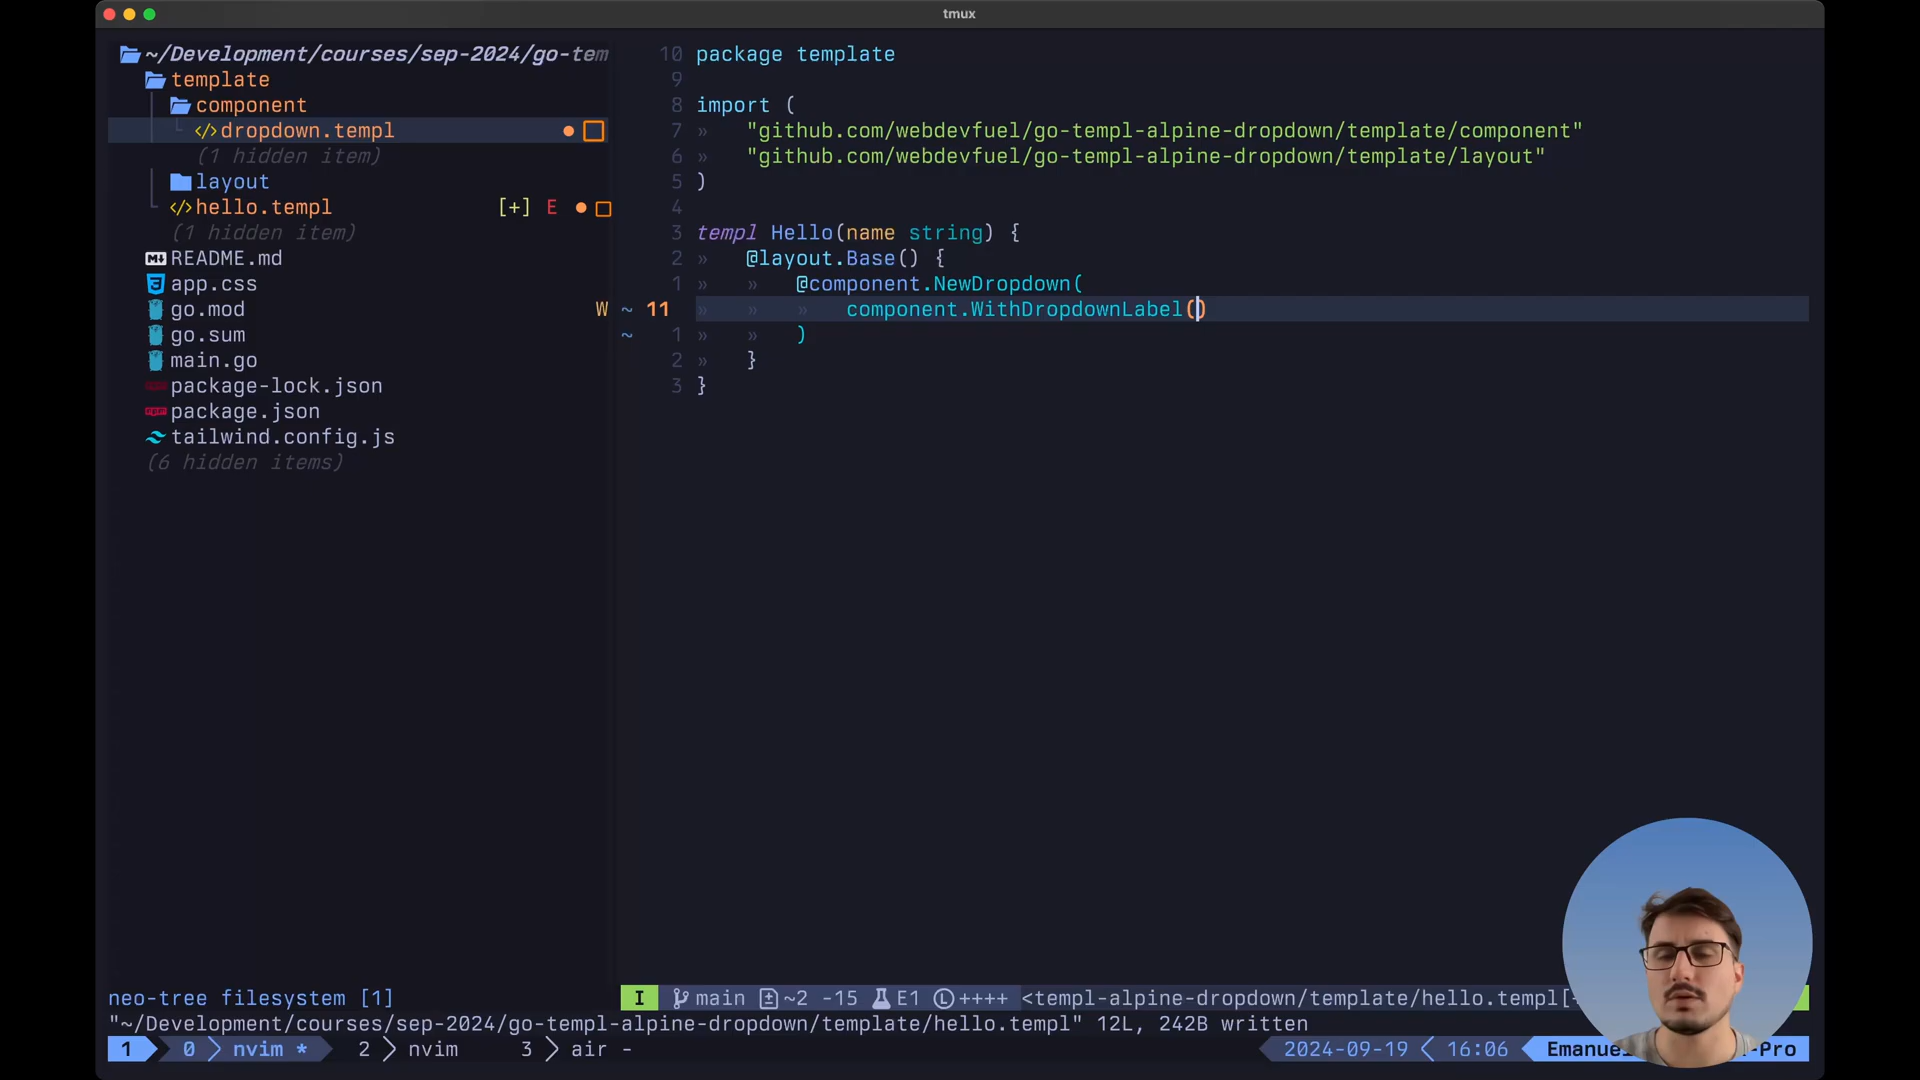 tmux
~/Development/courses/sep-2024/go-tem
template
component
</> dropdown.templ
(1 hidden item)
layout
</> hello.templ [+] E
(1 hidden item)
README.md
app.css
go.mod
go.sum
main.go
package-lock.json
package.json
tailwind.config.js
(6 hidden items)
10 package template
9
8 import (
7 » "github.com/webdevfuel/go-templ-alpine-dropdown/template/component"
6 » "github.com/webdevfuel/go-templ-alpine-dropdown/template/layout"
5 )
4
3 templ Hello(name string) {
2 » @layout.Base() {
1 » » @component.NewDropdown(
W ~ 11 » » » component.WithDropdownLabel()
~ 1 » » )
2 » }
3 }
neo-tree filesystem [1]
I main ~2 -15 E1 Ⓛ++++ <templ-alpine-dropdown/template/hello.templ[
"~/Development/courses/sep-2024/go-templ-alpine-dropdown/template/hello.templ" 12L, 242B written
1 0 nvim * 2 nvim 3 air - 2024-09-19 16:06 -Pro